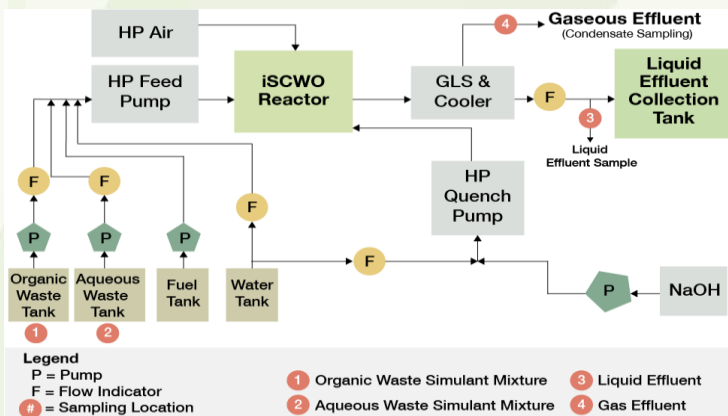 HP Air
4
Gaseous Effluent
(Condensate Sampling)
HP Feed
Pump
iSCWO
Reactor
GLS &
Cooler
F
Liquid
Effluent
Collection
Tank
3
Liquid
Effluent Sample
HP
Quench
Pump
F
F
F
P
P
P
F
P
NaOH
Organic
Waste
Tank
Aqueous
Waste
Tank
Fuel
Tank
Water
Tank
1
2
Legend
P = Pump
F = Flow Indicator
# = Sampling Location
1 Organic Waste Simulant Mixture
2 Aqueous Waste Simulant Mixture
3 Liquid Effluent
4 Gas Effluent